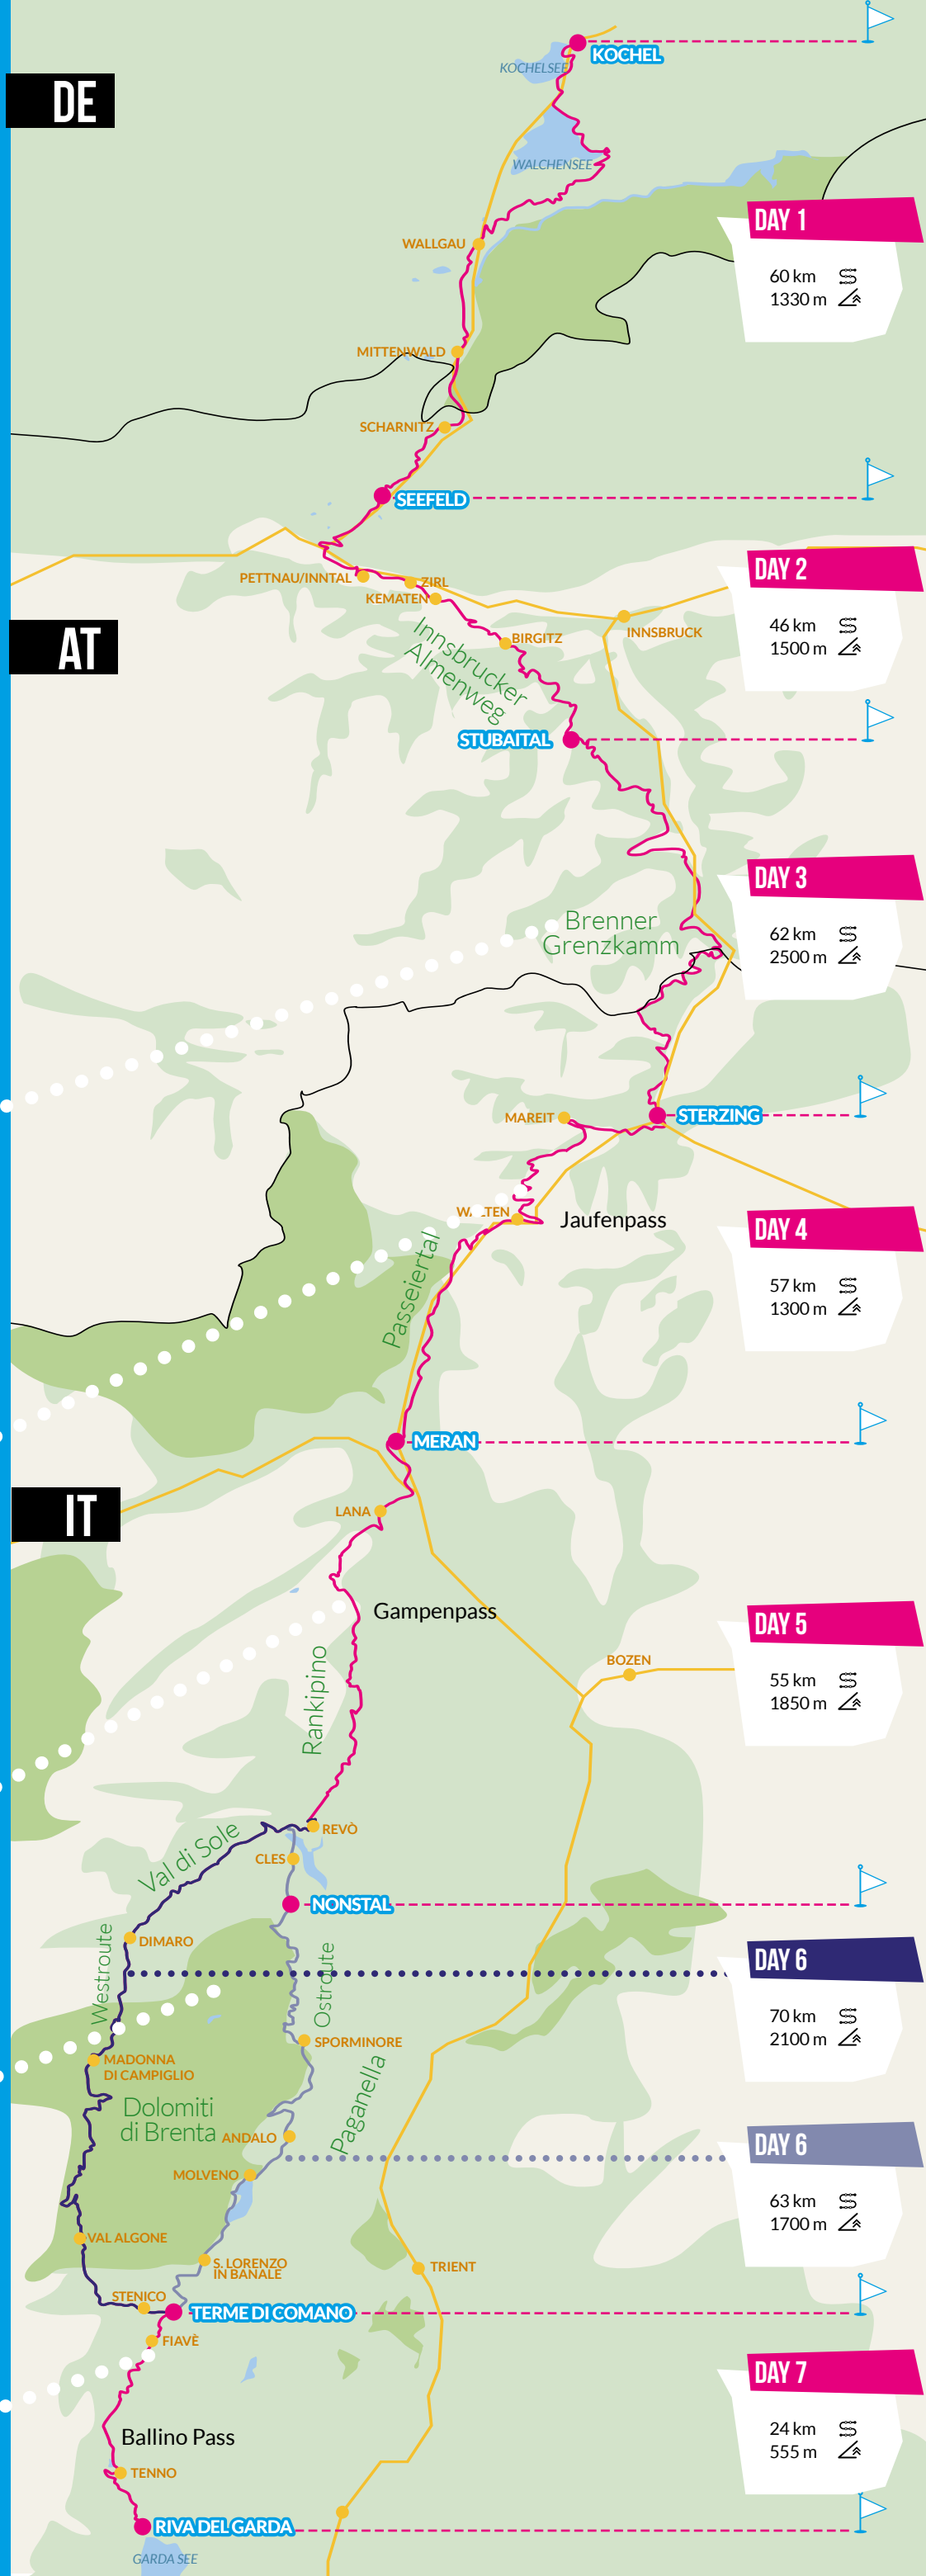 KOCHEL
KOCHELSEE
DE
WALCHENSEE
DAY 1
WALLGAU
60 km
1330 m
MITTENWALD
SCHARNITZ
SEEFELD
DAY 2
PETTNAU/INNTAL
ZIRL
KEMATEN
INNSBRUCK
46 km
1500 m
AT
BIRGITZ
Innsbrucker
Almenweg
STUBAITAL
DAY 3
Brenner
Grenzkamm
62 km
2500 m
STERZING
MAREIT
Jaufenpass
DAY 4
Passeiertal
57 km
1300 m
MERAN
IT
LANA
Gampenpass
DAY 5
Rankipino
BOZEN
55 km
1850 m
REVÒ
Val di Sole
CLES
NONSTAL
Westroute
DIMARO
Ostroute
DAY 6
70 km
2100 m
SPORMINORE
MADONNA
DI CAMPIGLIO
Dolomiti
di Brenta
Paganella
ANDALO
DAY 6
MOLVENO
63 km
1700 m
VAL ALGONE
S. LORENZO
IN BANALE
TRIENT
STENICO
TERME DI COMANO
FIAVÈ
DAY 7
24 km
555 m
Ballino Pass
TENNO
RIVA DEL GARDA
GARDA SEE